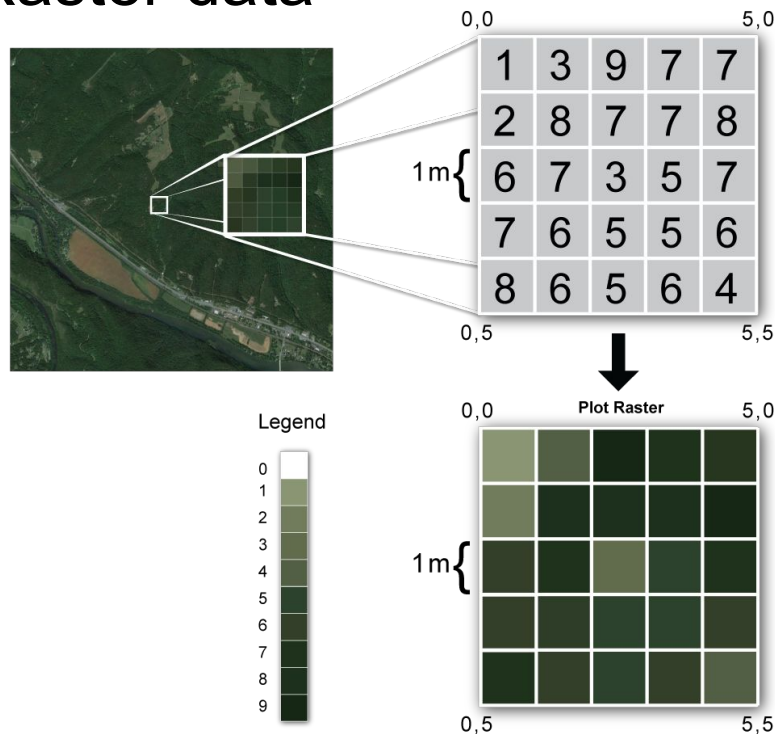 Raster data
0,0 5,0
1 3 9 7 7
2 8 7 7 8
1m{ 6 7 3 5 7
7 6 5 5 6
8 6 5 6 4
0,5 5,5
Plot Raster
0,0 5,0
1m{
0,5 5,5
Legend
0
1
2
3
4
5
6
7
8
9